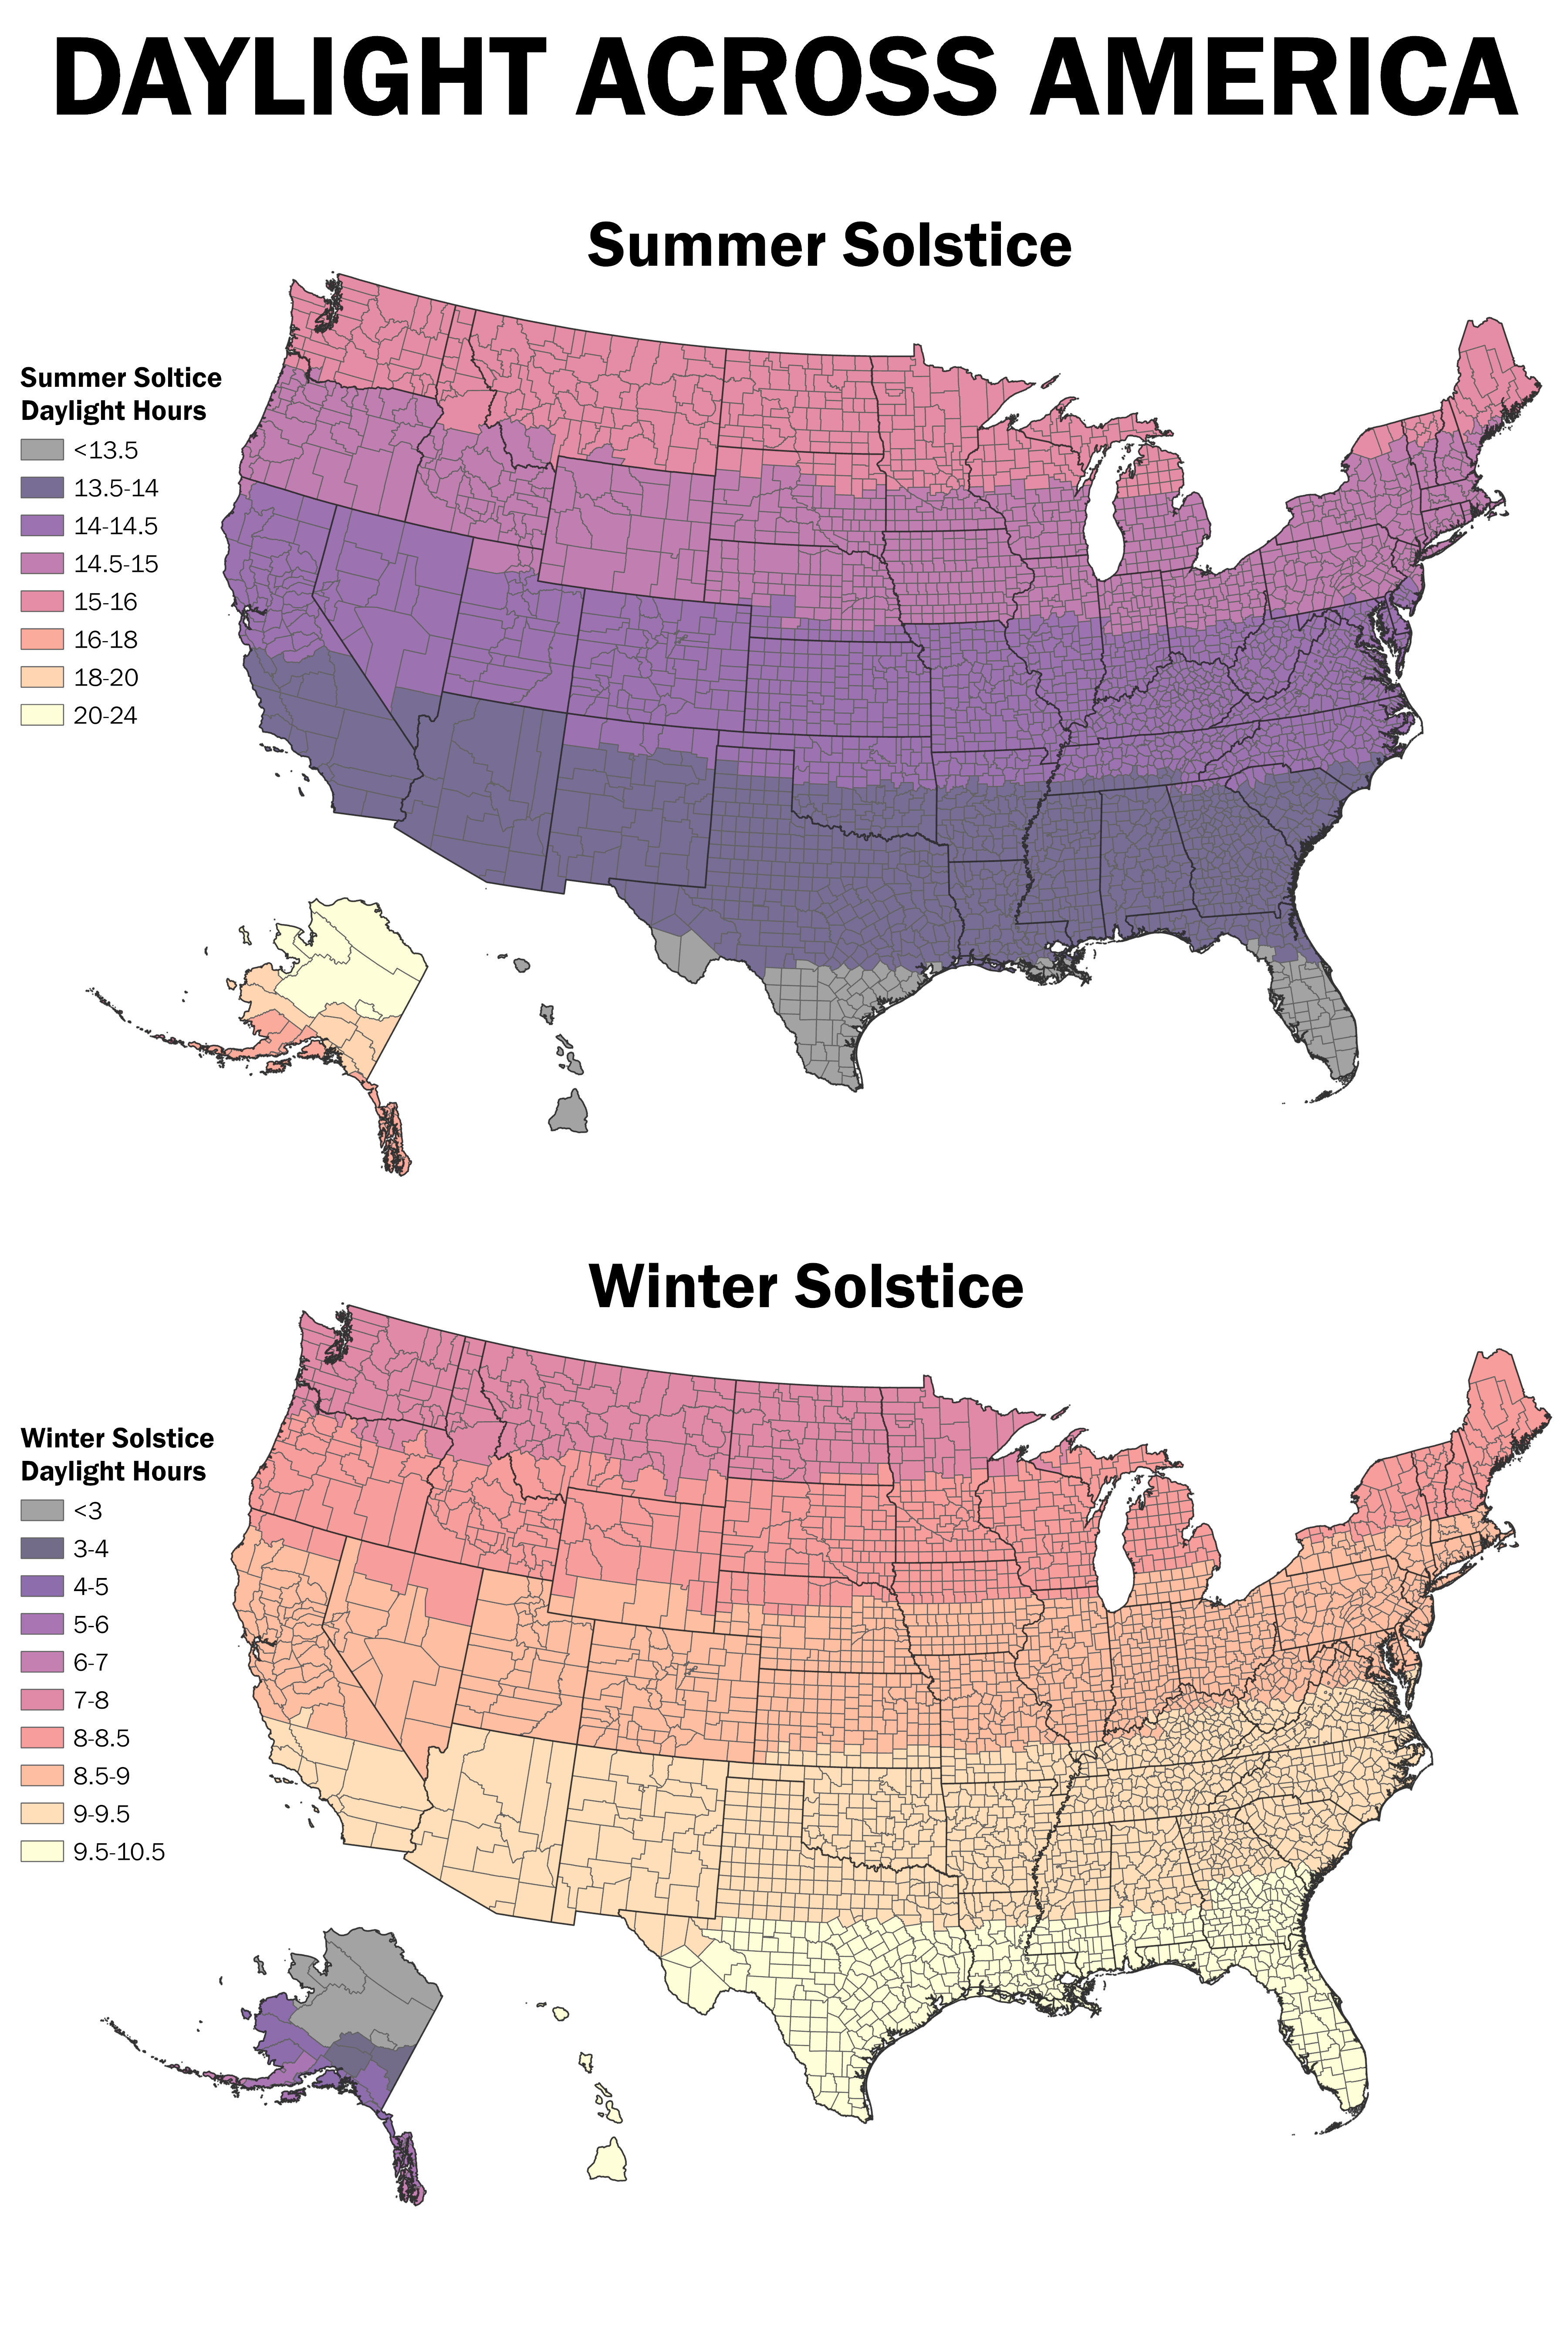 DAYLIGHT ACROSS AMERICA
Summer Solstice
Summer Soltice
Daylight Hours
<13.5
13.5-14
14-14.5
14.5-15
15-16
16-18
18-20
20-24
Winter Solstice
Winter Solstice
Daylight Hours
<3
3-4
4-5
5-6
6-7
7-8
8-8.5
8.5-9
9-9.5
9.5-10.5